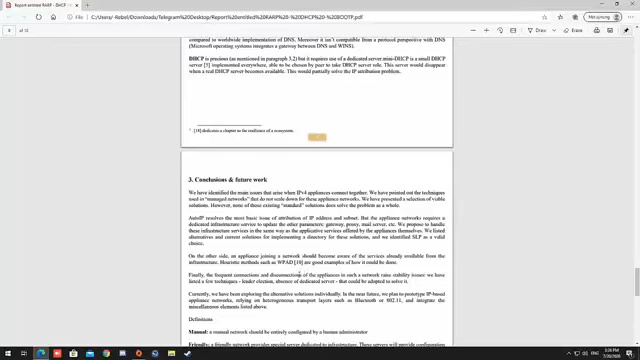 Report entitled RARP - DHCP - BOOTP.pdf
C:/Users/Rebel/Downloads/Telegram%20Desktop/Report%20entitled%20RARP%20-%20DHCP%20-%20BOOTP.pdf
Not syncing
of 12
compared to worldwide implementation of DNS. Moreover it isn't compatible from a protocol perspective with DNS
(Microsoft operating systems integrates a gateway between DNS and WINS).
DHCP is precious (as mentioned in paragraph 3.2) but it requires use of a dedicated server. mini-DHCP is a small DHCP
server [5] implemented everywhere, able to be chosen by peer to take DHCP server role. This server would disappear
when a real DHCP server becomes available. This would partially solve the IP attribution problem.
[18] dedicates a chapter to the resilience of a ecosystem.
3. Conclusions & future work
We have identified the main issues that arise when IPv4 appliances connect together. We have pointed out the techniques
used in "managed networks" that do not scale down for these appliance networks. We have presented a selection of viable
solutions. However, none of those existing "standard" solutions does solve the problem as a whole.
AutoIP resolves the most basic issue of attribution of IP address and subnet. But the appliance networks requires a
dedicated infrastructure service to update the other parameters: gateway, proxy, mail server, etc. We propose to handle
these infrastructure services in the same way as the applicative services offered by the appliances themselves. We listed
alternatives and current solutions for implementing a directory for these solutions, and we identified SLP as a valid
choice.
On the other side, an appliance joining a network should become aware of the services already available from the
infrastructure. Heuristic methods such as WPAD [16] are good examples of how it could be done.
Finally, the frequent connections and disconnections of the appliances in such a network raise stability issues: we have
listed a few techniques - leader election, absence of dedicated server - that could be adapted to solve it.
Currently, we have been exploring the alternative solutions individually. In the near future, we plan to prototype IP-based
appliance networks, relying on heterogeneous transport layers such as Bluetooth or 802.11, and integrate the
miscellaneous elements listed above.
Definitions
Manual: a manual network should be entirely configured by a human administrator
Friendly: a friendly network provides special server dedicated to infrastructure. These servers will provide configuration
ENG
3:36 PM
7/20/2020